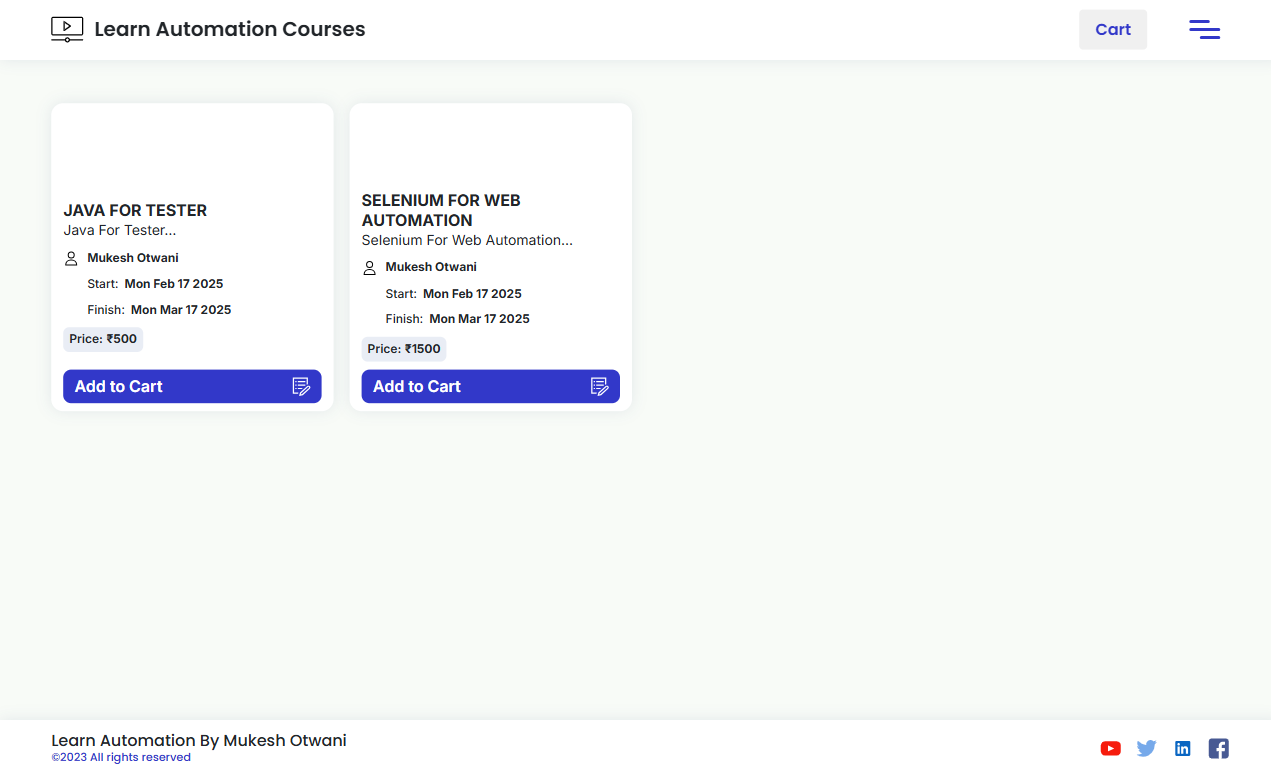 Learn Automation Courses
Cart
JAVA FOR TESTER
Java For Tester...
Mukesh Otwani
Start: Mon Feb 17 2025
Finish: Mon Mar 17 2025
Price: ₹500
Add to Cart
SELENIUM FOR WEB
AUTOMATION
Selenium For Web Automation...
Mukesh Otwani
Start: Mon Feb 17 2025
Finish: Mon Mar 17 2025
Price: ₹1500
Add to Cart
Learn Automation By Mukesh Otwani
©2023 All rights reserved